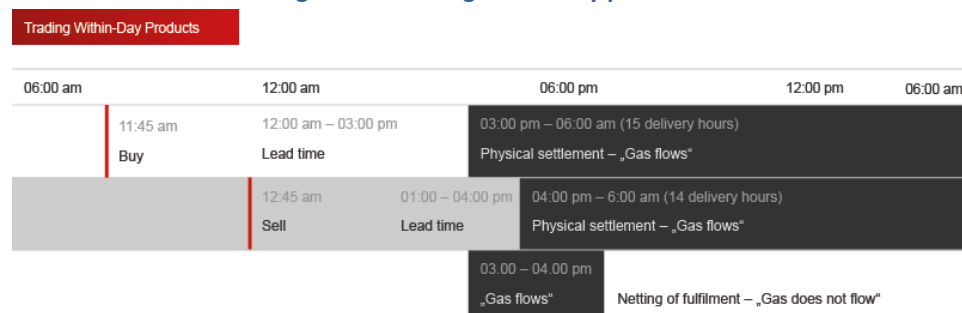 Trading Within-Day Products
06:00 am 12:00 am 06:00 pm 12:00 pm 06:00 am
11:45 am 12:00 am – 03:00 pm 03:00 pm – 06:00 am (15 delivery hours)
Buy Lead time Physical settlement – „Gas flows“
12:45 am 01:00 – 04:00 pm 04:00 pm – 6:00 am (14 delivery hours)
Sell Lead time Physical settlement – „Gas flows“
03.00 – 04.00 pm
„Gas flows“ Netting of fulfilment – „Gas does not flow“